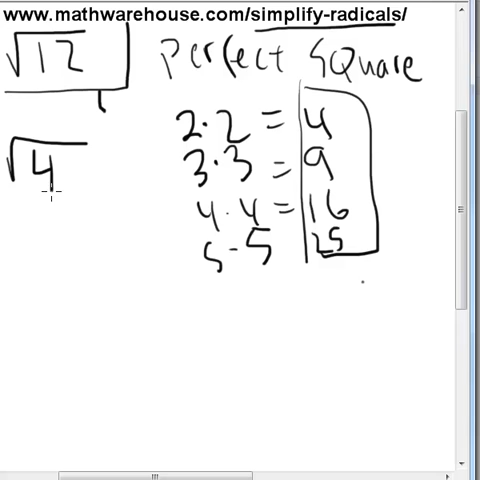 www.mathwarehouse.com/simplify-radicals/
√12 Perfect Square
2·2 = 4
√4 3·3 = 9
4·4 = 16
5-5 25